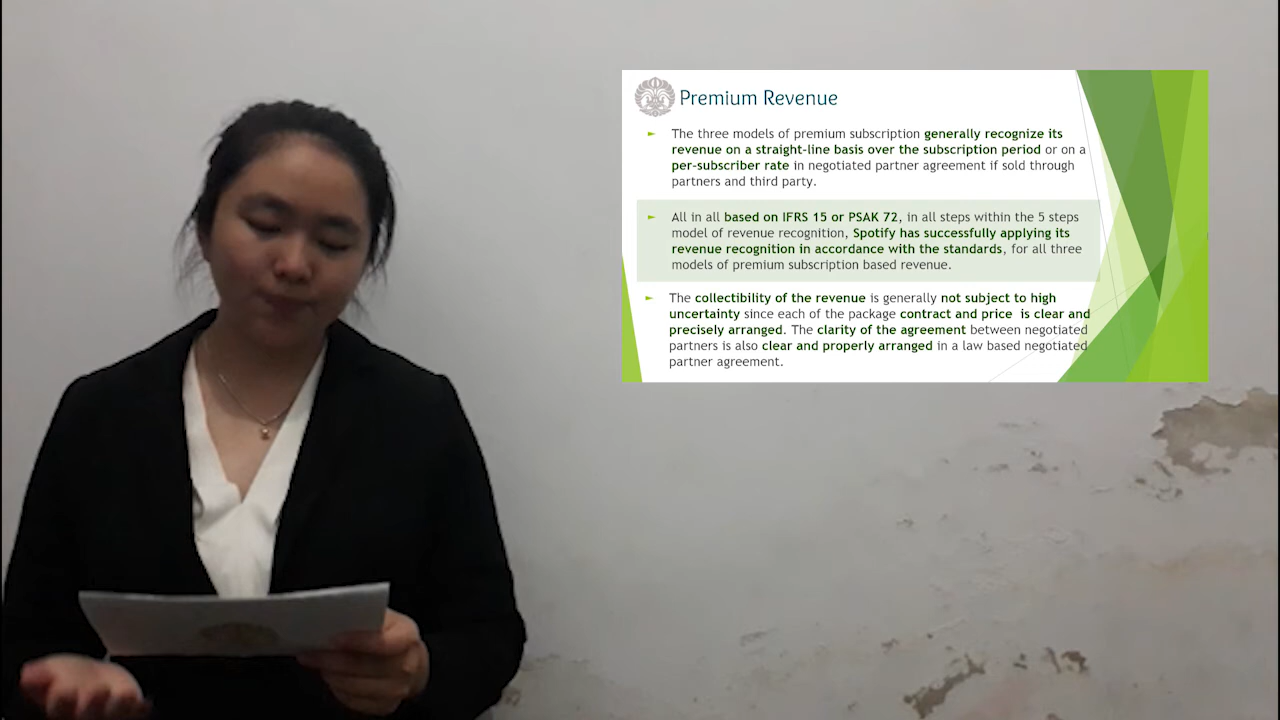 Premium Revenue
► The three models of premium subscription generally recognize its
revenue on a straight-line basis over the subscription period or on a
per-subscriber rate in negotiated partner agreement if sold through
partners and third party.
► All in all based on IFRS 15 or PSAK 72, in all steps within the 5 steps
model of revenue recognition, Spotify has successfully applying its
revenue recognition in accordance with the standards, for all three
models of premium subscription based revenue.
► The collectibility of the revenue is generally not subject to high
uncertainty since each of the package contract and price is clear and
precisely arranged. The clarity of the agreement between negotiated
partners is also clear and properly arranged in a law based negotiated
partner agreement.